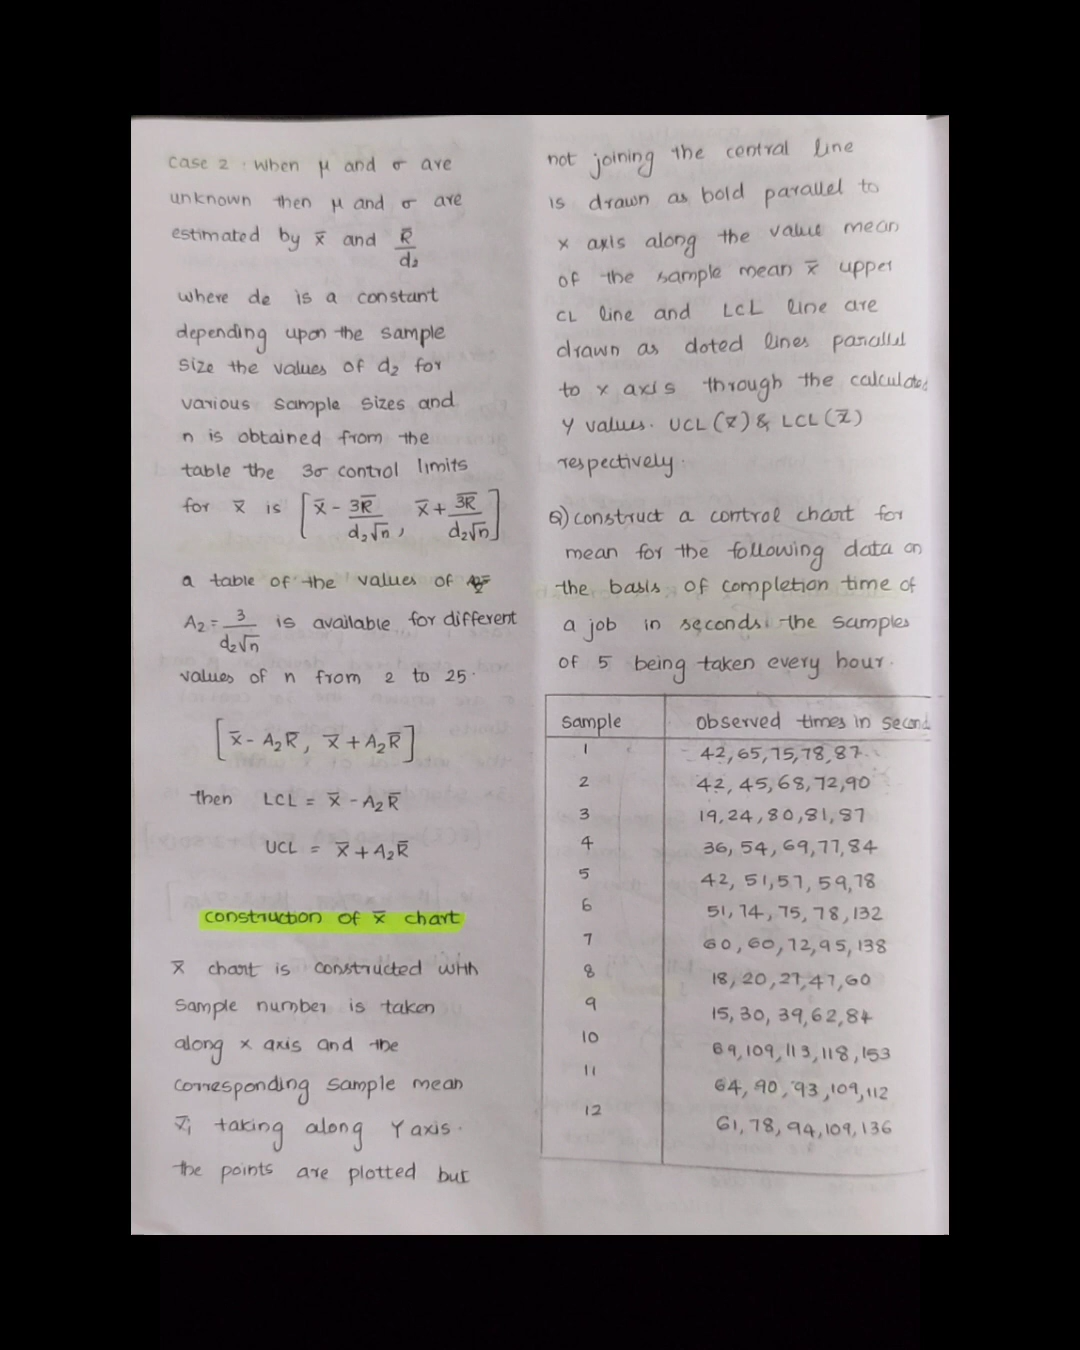 case 2 : when μ and σ are
unknown then μ and σ are
estimated by x̅ and R̅/d₂
where de is a constant
depending upon the sample
size the values of d₂ for
various sample sizes and
n is obtained from the
table the 3σ control limits
for x̅ is [x̅ - 3R̅/d₂√n, x̅ + 3R̅/d₂√n]
a table of the values of
A₂ = 3/d₂√n is available for different
values of n from 2 to 25.
[x̅ - A₂R̅, x̅ + A₂R̅]
then LCL = x̅ - A₂R̅
UCL = x̅ + A₂R̅
construction of x̅ chart
x̅ chart is constructed with
sample number is taken
along x axis and the
corresponding sample mean
x̅i taking along Y axis.
the points are plotted but
not joining the central line
is drawn as bold parallel to
x axis along the value mean
of the sample mean x̅ upper
CL line and LCL line are
drawn as doted lines parallel
to x axis through the calculated
y values. UCL (x̅) & LCL (x̅)
respectively.
Q) construct a control chart for
mean for the following data on
the basis of completion time of
a job in seconds. the samples
of 5 being taken every hour.
sample observed times in second
1 42, 65, 75, 78, 87
2 42, 45, 68, 72, 90
3 19, 24, 80, 81, 87
4 36, 54, 69, 77, 84
5 42, 51, 57, 59, 78
6 51, 74, 75, 78, 132
7 60, 60, 72, 95, 138
8 18, 20, 27, 47, 60
9 15, 30, 39, 62, 84
10 69, 109, 113, 118, 153
11 64, 90, 93, 109, 112
12 61, 78, 94, 109, 136